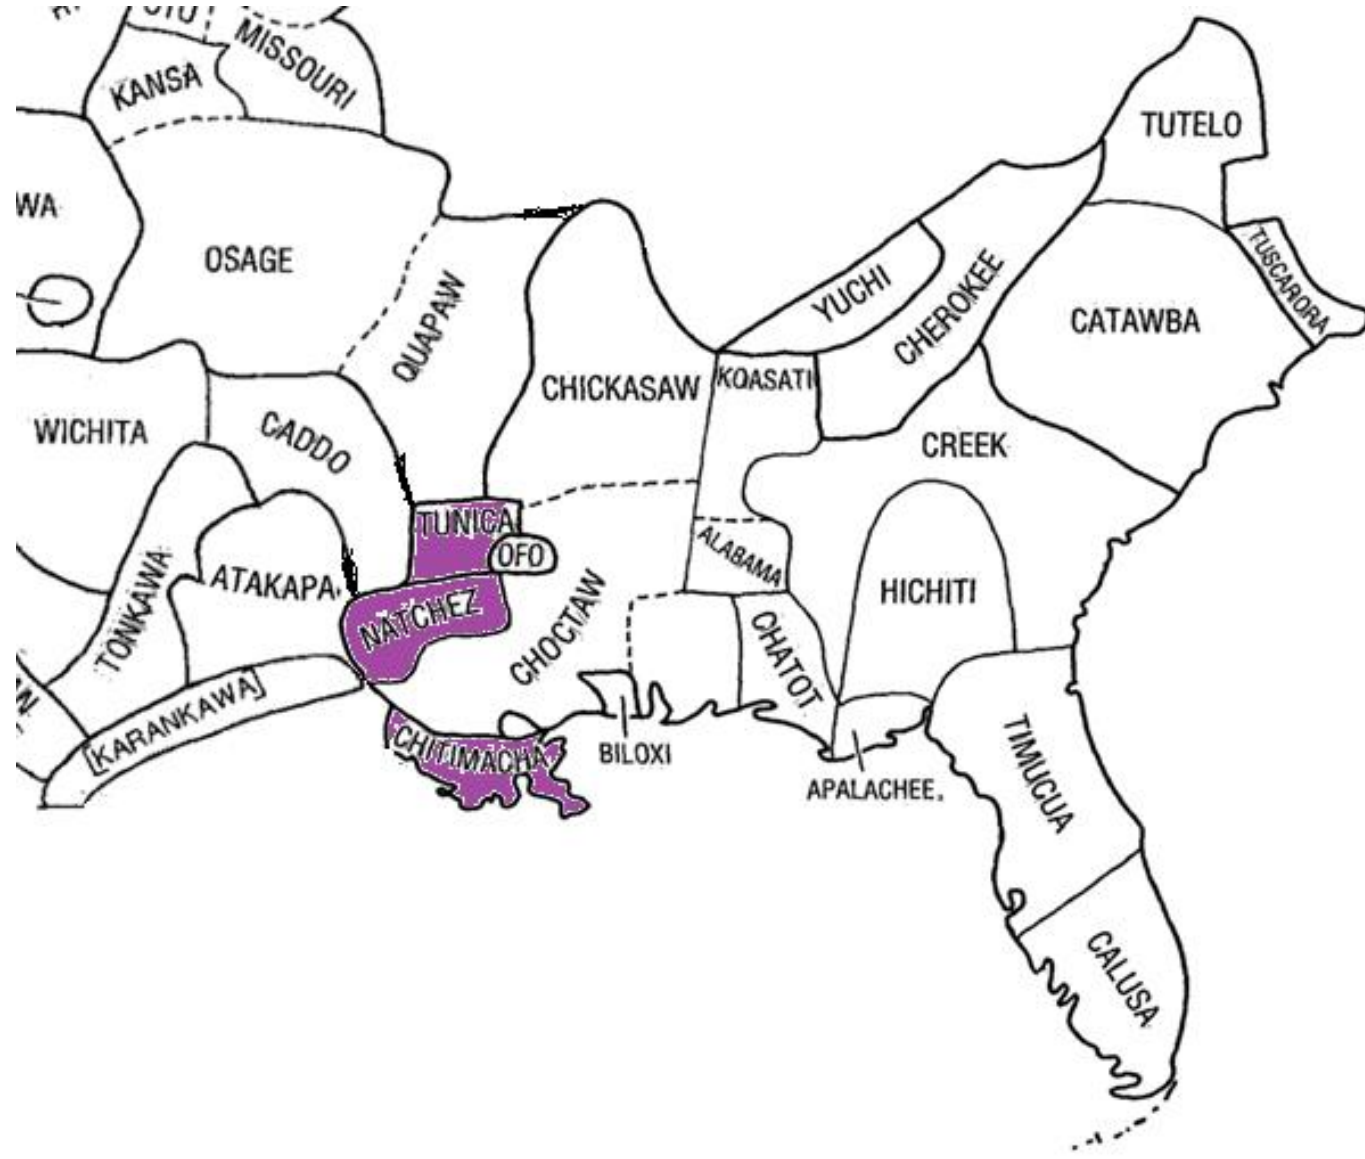 MISSOURI
KANSA
TUTELO
WA
OSAGE
TUSCARORA
QUAPAW
YUCHI
CHEROKEE
CATAWBA
CHICKASAW
KOASATI
WICHITA
CADDO
CREEK
TUNICA
OFO
ALABAMA
TONKAWA
ATAKAPA
NATCHEZ
CHOCTAW
HICHITI
CHATOT
KARANKAWA
CHITIMACHA
BILOXI
APALACHEE
TIMUCUA
CALUSA